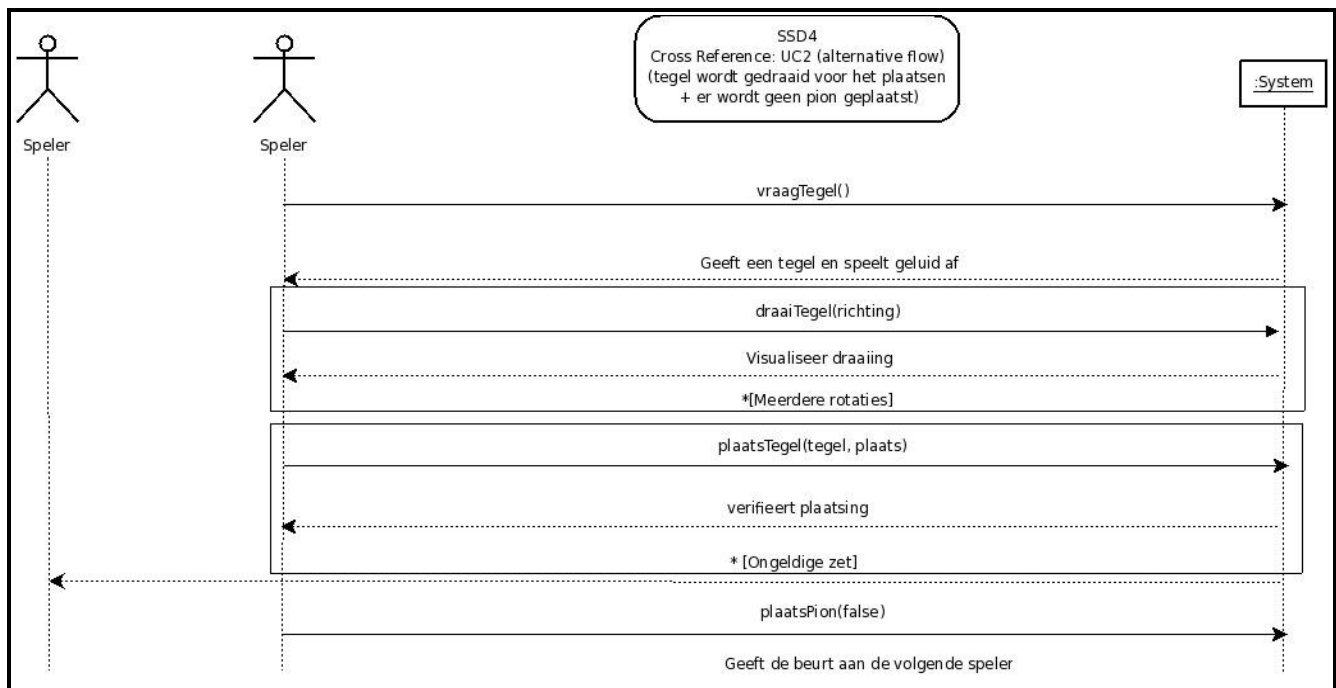 SSD4
Cross Reference: UC2 (alternative flow)
(tegel wordt gedraaid voor het plaatsen
+ er wordt geen pion geplaatst)
:System
Speler
Speler
vraagTegel()
Geeft een tegel en speelt geluid af
draaiTegel(richting)
Visualiseer draaiing
*[Meerdere rotaties]
plaatsTegel(tegel, plaats)
verifieert plaatsing
* [Ongeldige zet]
plaatsPion(false)
Geeft de beurt aan de volgende speler